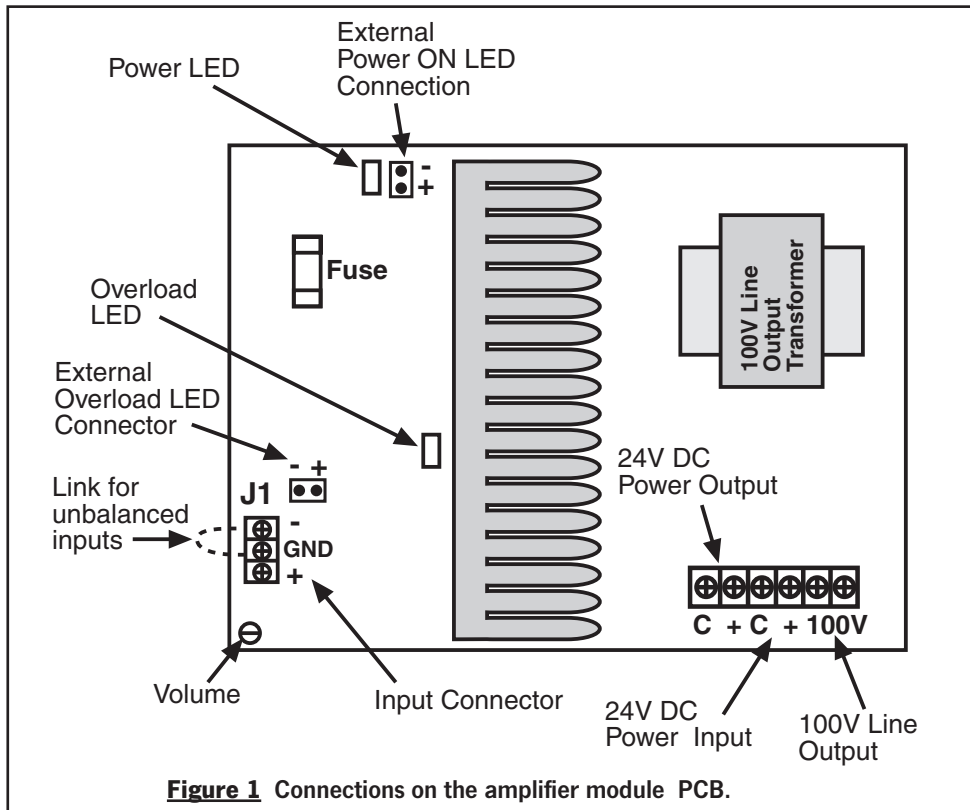 External
Power ON LED
Connection
Power LED
-
+
Fuse
100V Line
Output
Transformer
Overload
LED
External
Overload LED
Connector
- +
J1
Link for
unbalanced
inputs
-
GND
+
24V DC
Power Output
C + C + 100V
Volume
Input Connector
24V DC
Power Input
100V Line
Output
Figure 1 Connections on the amplifier module PCB.